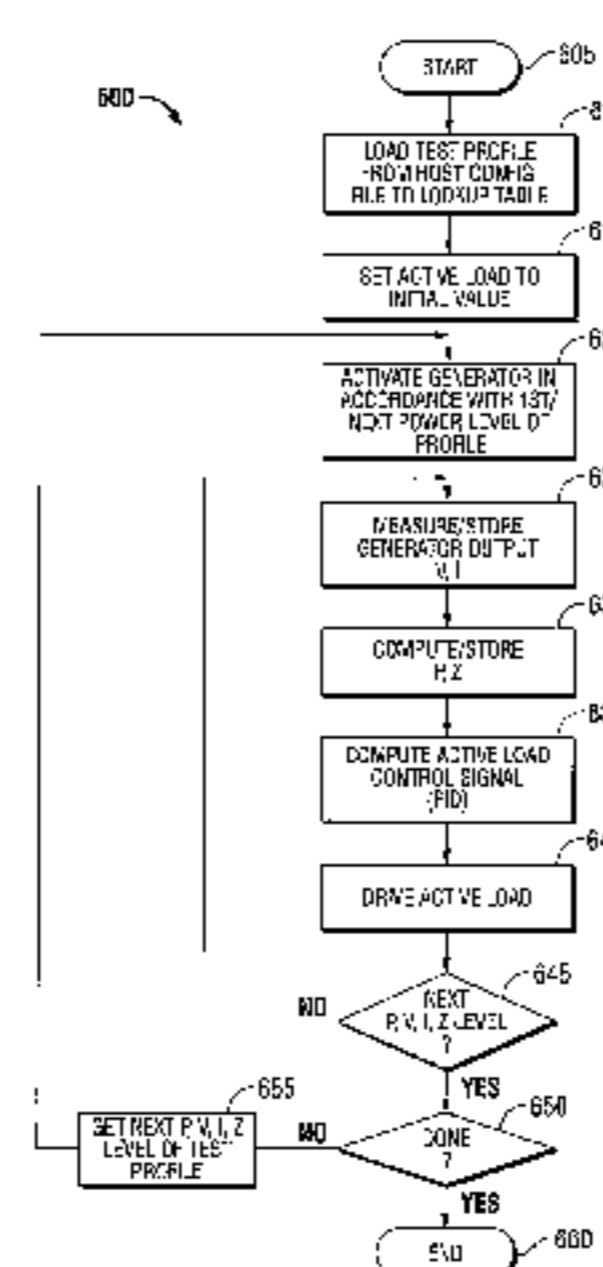 600
START
605
LOAD TEST PROFILE
FROM HOST CONFIG
FILE TO LOOKUP TABLE
SET ACTIVE LOAD TO
INITIAL VALUE
ACTIVATE GENERATOR IN
ACCORDANCE WITH 1ST/
NEXT POWER LEVEL OF
PROFILE
MEASURE/STORE
GENERATOR OUTPUT
V, I
COMPUTE/STORE
P, Z
COMPUTE ACTIVE LOAD
CONTROL SIGNAL
(PID)
DRIVE ACTIVE LOAD
645
NO
NEXT
P, V, I, Z LEVEL
?
YES
655
650
GET NEXT P, V, I, Z
LEVEL OF TEST
PROFILE
NO
DONE
?
YES
END
660